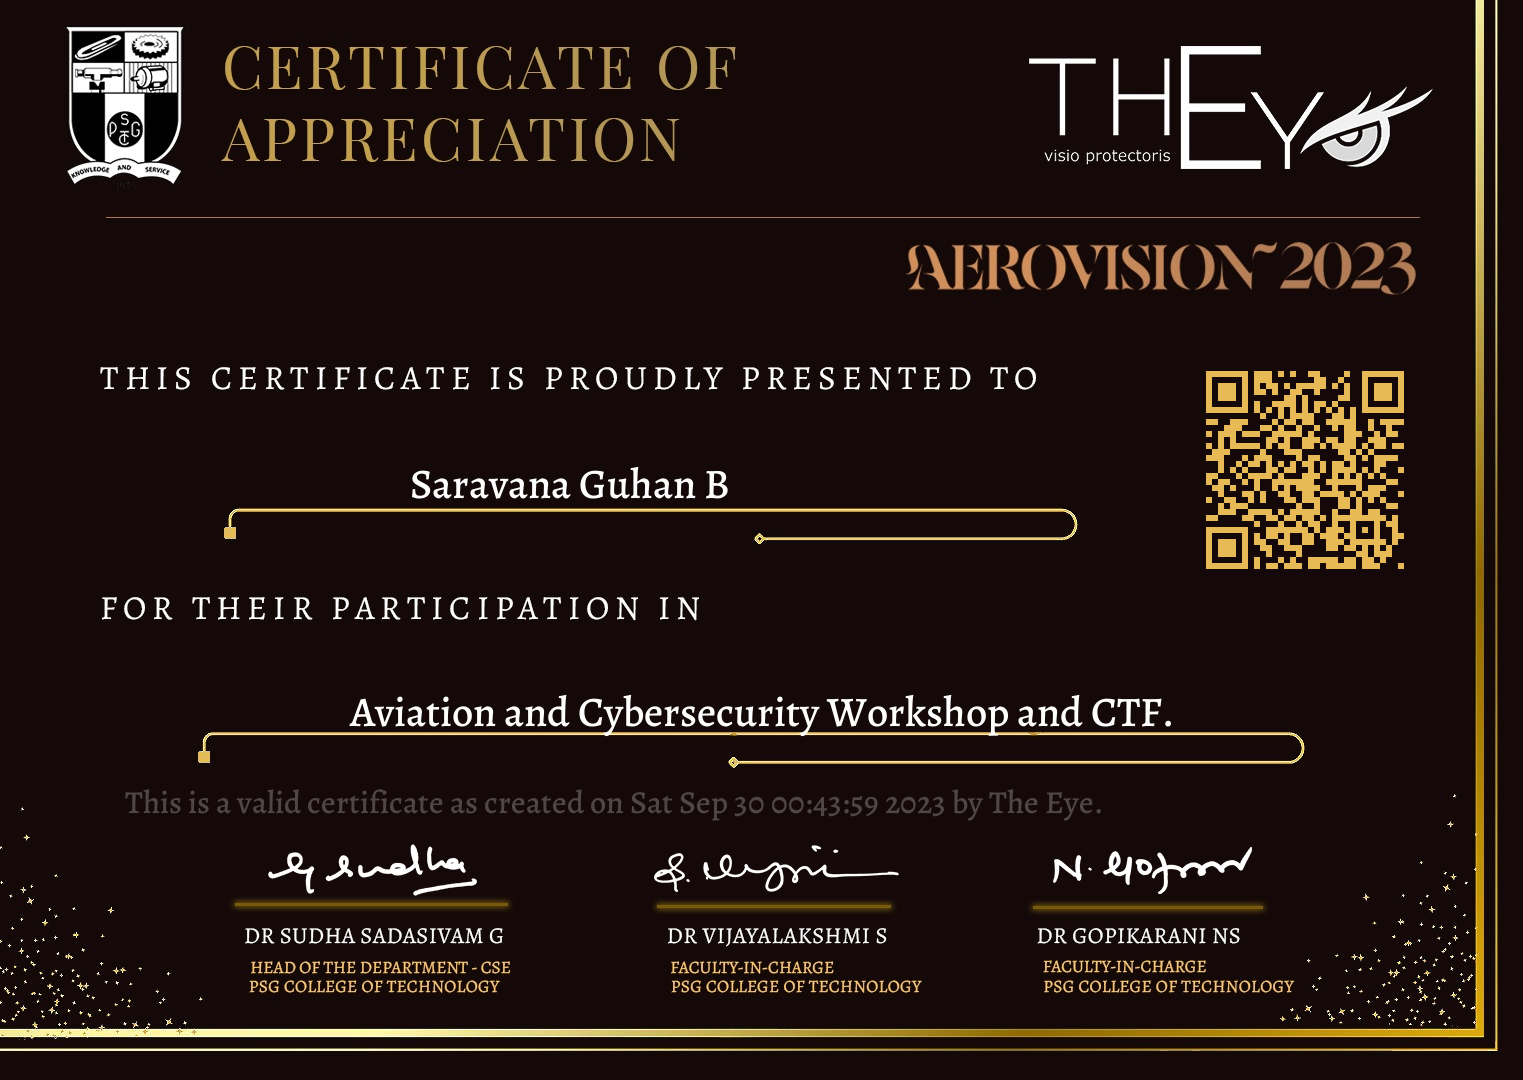 CERTIFICATE OF
APPRECIATION
PSG
TC
KNOWLEDGE AND SERVICE
THEY
visio protectoris
AEROVISION~2023
THIS CERTIFICATE IS PROUDLY PRESENTED TO
Saravana Guhan B
FOR THEIR PARTICIPATION IN
Aviation and Cybersecurity Workshop and CTF.
This is a valid certificate as created on Sat Sep 30 00:43:59 2023 by The Eye.
G Sudha
DR SUDHA SADASIVAM G
DR VIJAYALAKSHMI S
DR GOPIKARANI NS
HEAD OF THE DEPARTMENT - CSE
PSG COLLEGE OF TECHNOLOGY
FACULTY-IN-CHARGE
PSG COLLEGE OF TECHNOLOGY
FACULTY-IN-CHARGE
PSG COLLEGE OF TECHNOLOGY